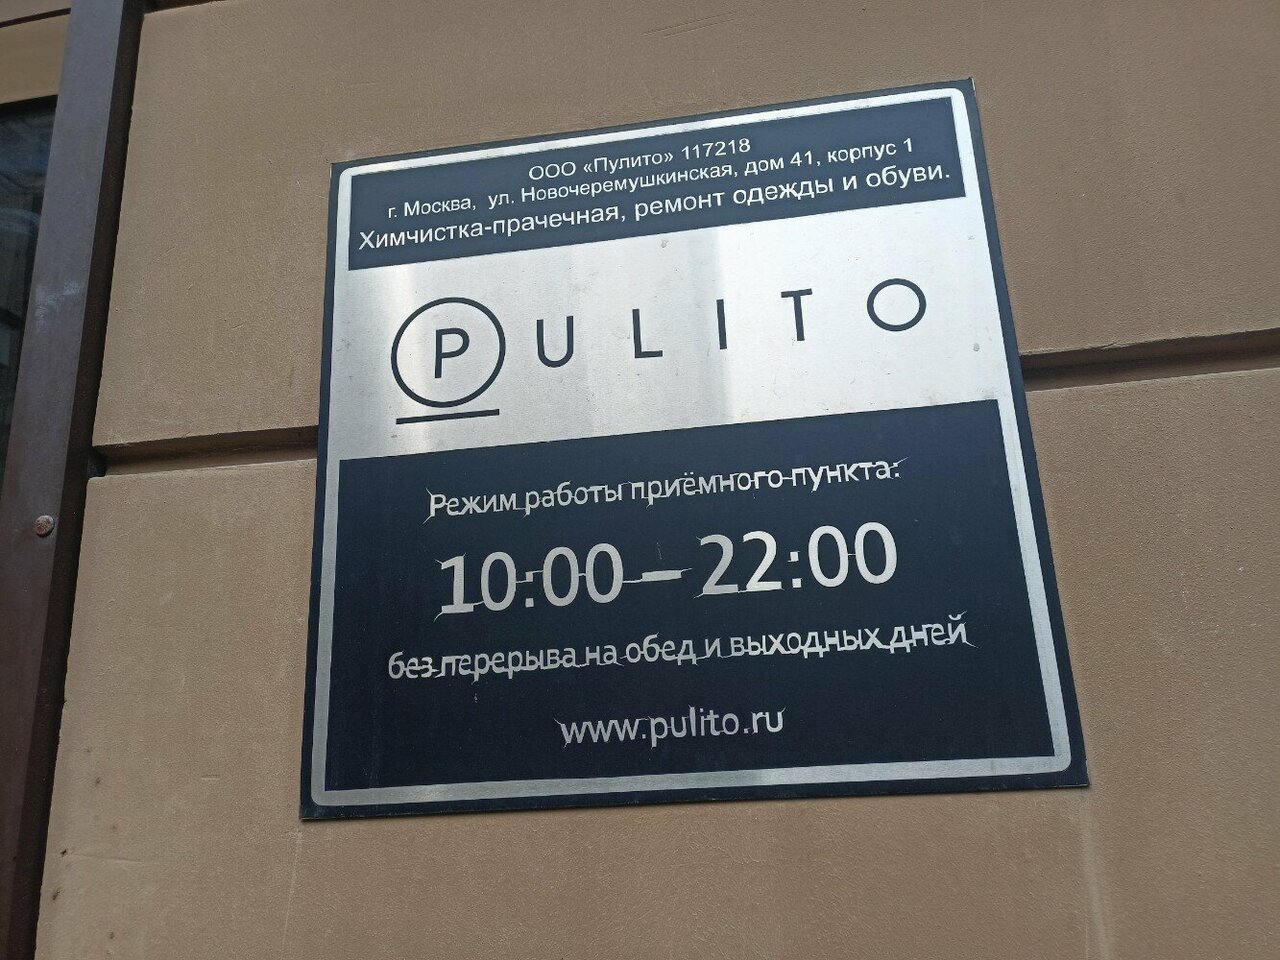 ООО «Пулито» 117218
г. Москва, ул. Новочеремушкинская, дом 41, корпус 1
Химчистка-прачечная, ремонт одежды и обуви.
PULITO
Режим работы приёмного пункта:
10:00 – 22:00
без перерыва на обед и выходных дней
www.pulito.ru